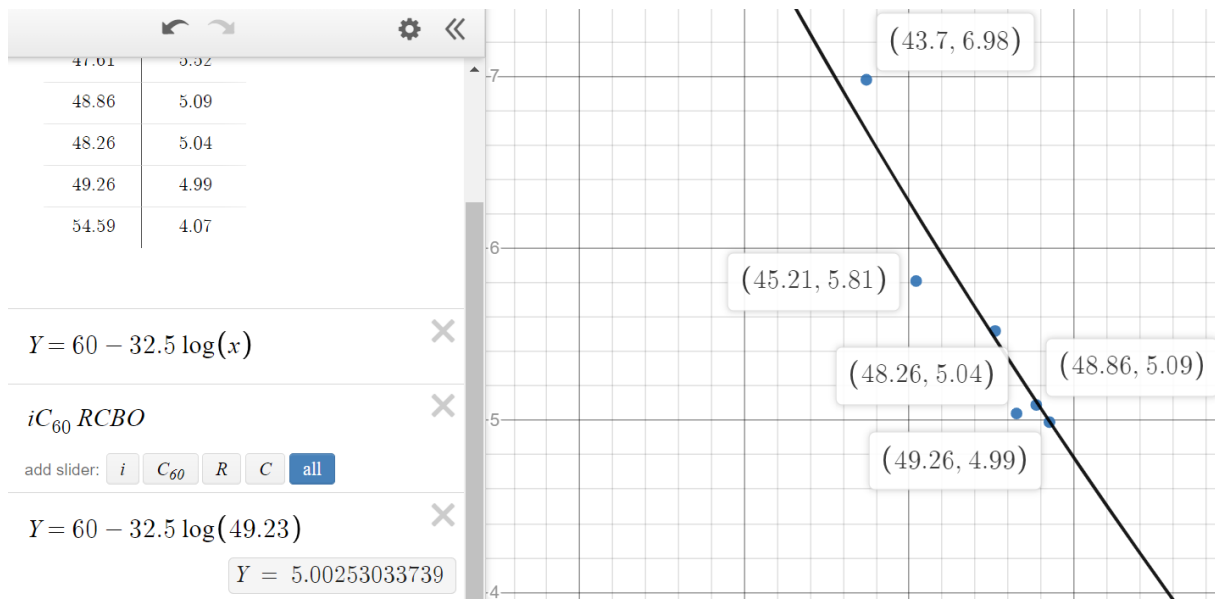 47.61 5.52
48.86 5.09
48.26 5.04
49.26 4.99
54.59 4.07
Y = 60 − 32.5 log(x)
iC₆₀ RCBO
add slider: i C₆₀ R C all
Y = 60 − 32.5 log(49.23)
Y = 5.00253033739
(43.7, 6.98)
7
6
(45.21, 5.81)
(48.26, 5.04)
(48.86, 5.09)
5
(49.26, 4.99)
4